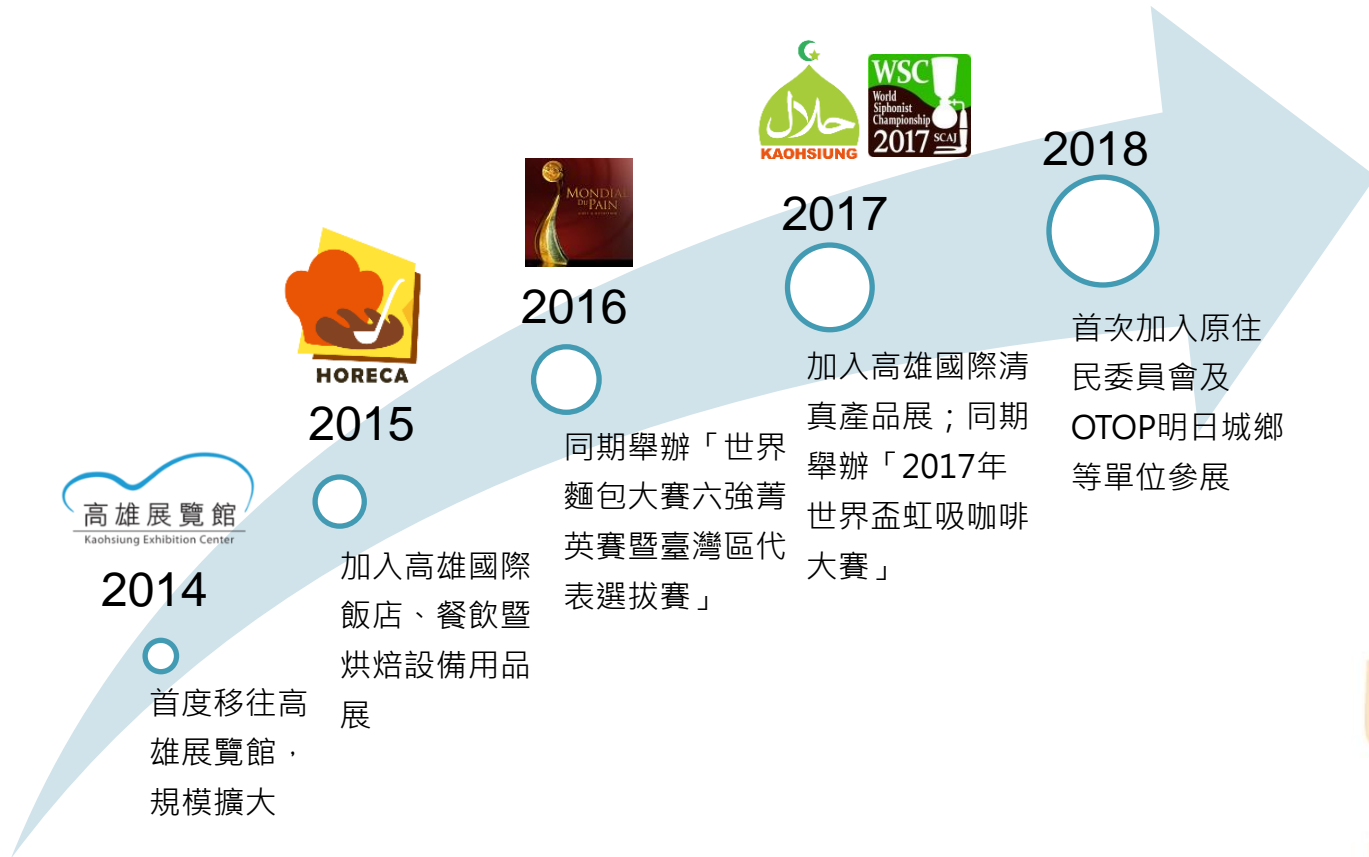 高雄展覽館
Kaohsiung Exhibition Center
2014
首度移往高
雄展覽館，
規模擴大
HORECA
2015
加入高雄國際
飯店、餐飲暨
烘焙設備用品
展
MONDIAL
DU PAIN
2016
同期舉辦「世界
麵包大賽六強菁
英賽暨臺灣區代
表選拔賽」
حلال
KAOHSIUNG
WSC
World
Siphonist
Championship
2017 SCAJ
2017
加入高雄國際清
真產品展；同期
舉辦「2017年
世界盃虹吸咖啡
大賽」
2018
首次加入原住
民委員會及
OTOP明日城鄉
等單位參展